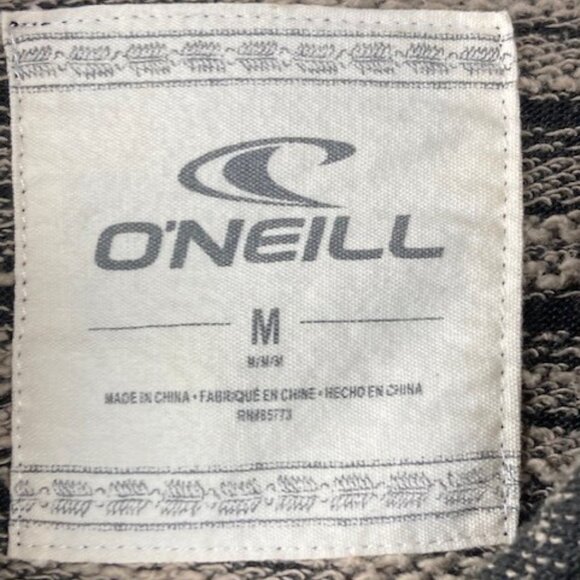 O'NEILL
M
M/M/M
MADE IN CHINA • FABRIQUÉ EN CHINE • HECHO EN CHINA
RN#85773